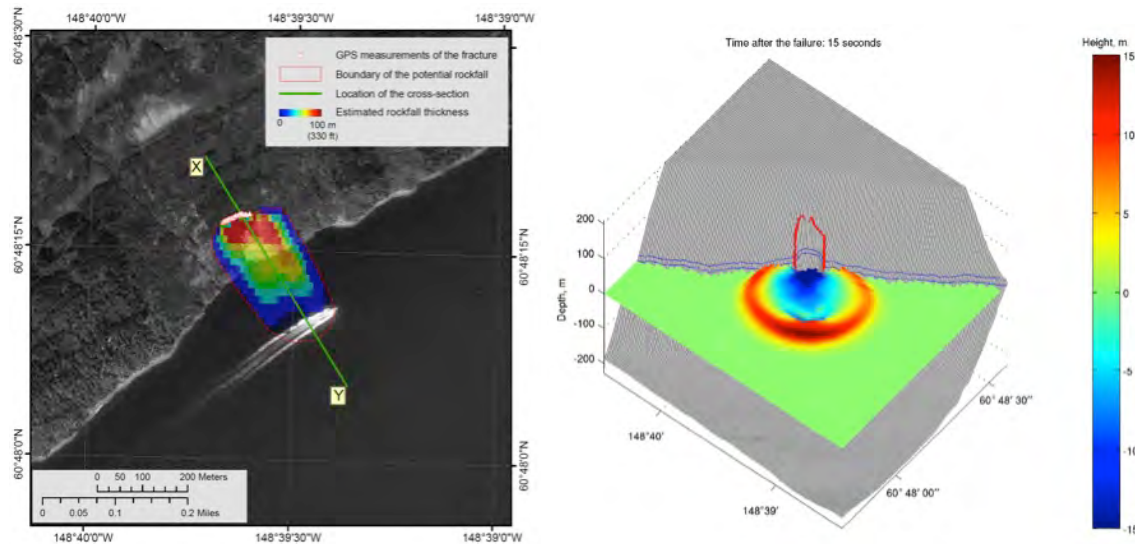 148°40'0"W 148°39'30"W 148°39'0"W
60°48'30"N
GPS measurements of the fracture
Boundary of the potential rockfall
Location of the cross-section
Estimated rockfall thickness
0 100 m
(330 ft)
X
60°48'15"N 60°48'15"N
Y
60°48'0"N 60°48'0"N
0 50 100 200 Meters
0 0.05 0.1 0.2 Miles
148°40'0"W 148°39'30"W 148°39'0"W
Time after the failure: 15 seconds
Height, m
15
10
5
0
-5
-10
-15
Depth, m
200
100
0
-100
-200
148°40'
148°39'
60° 48' 00''
60° 48' 30''